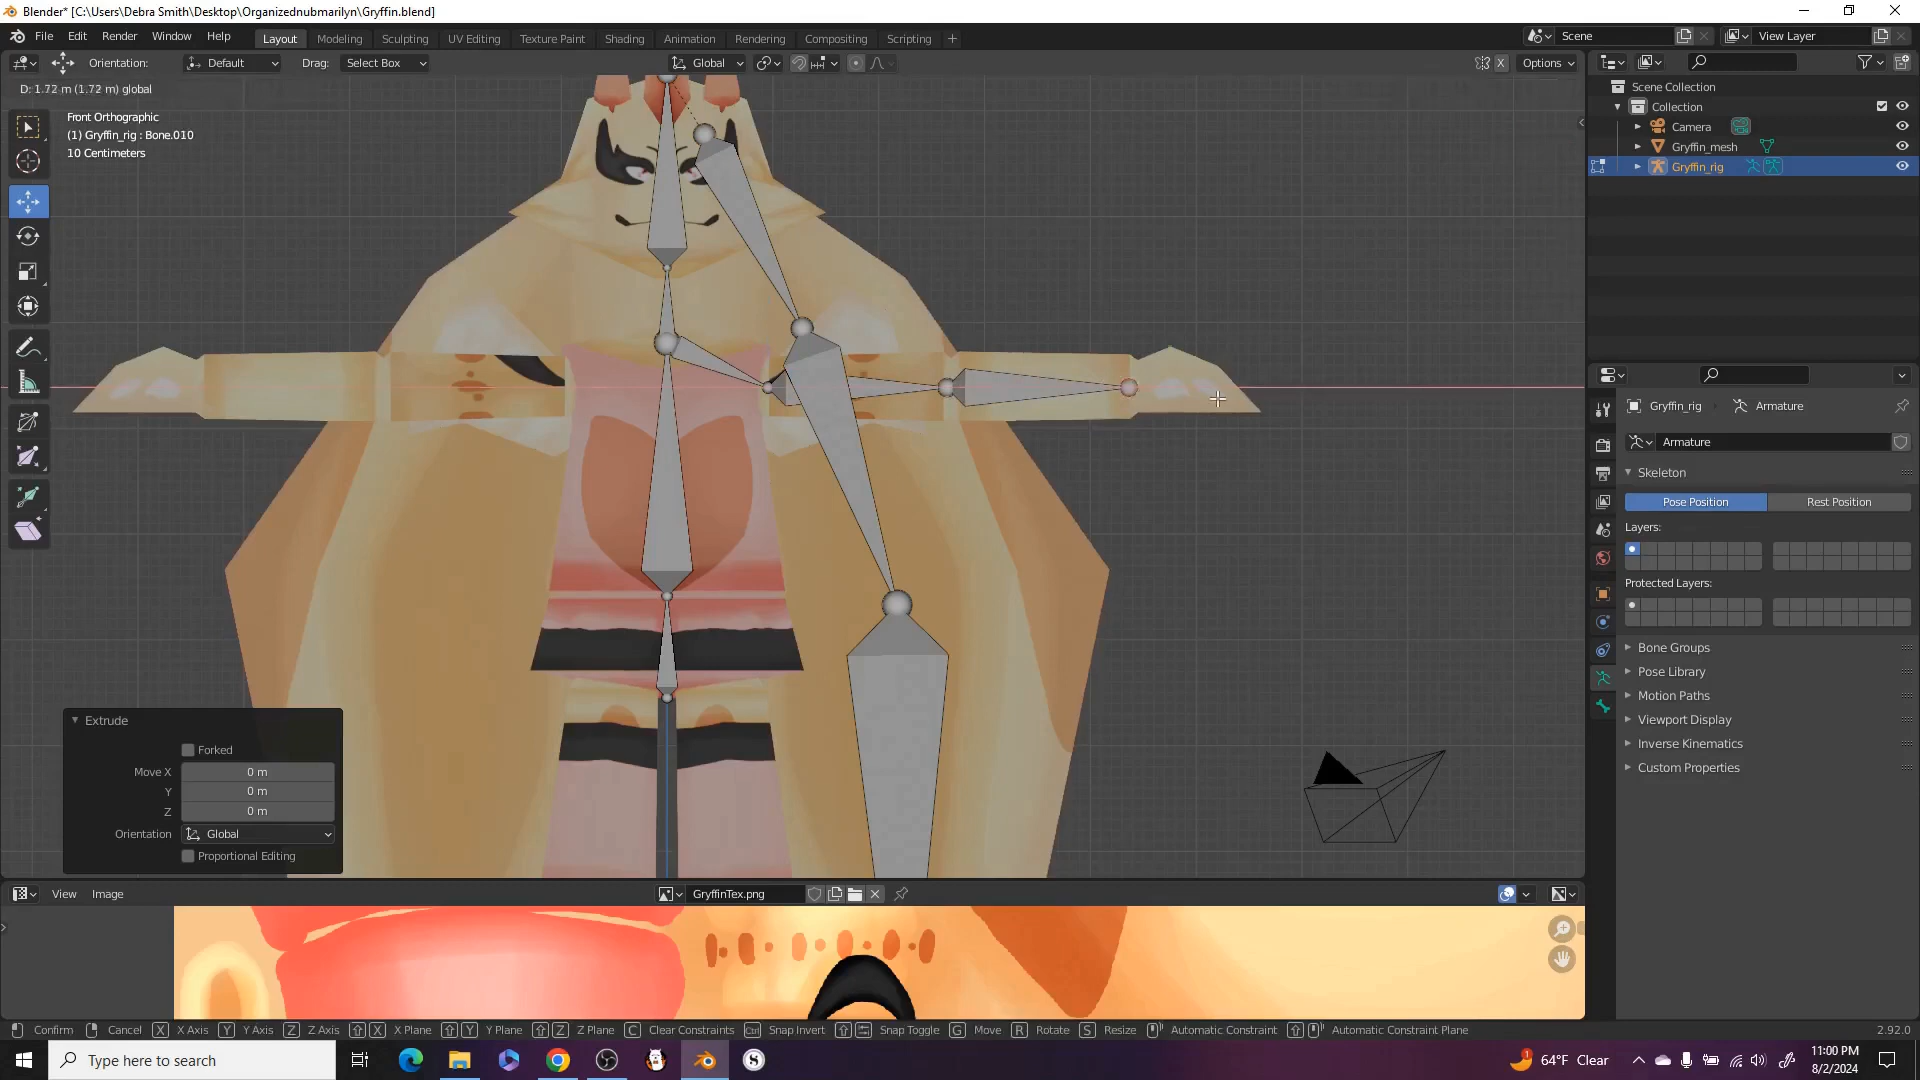 Blender* [C:\Users\Debra Smith\Desktop\Organizednubmarilyn\Gryffin.blend]
File Edit Render Window Help Layout Modeling Sculpting UV Editing Texture Paint Shading Animation Rendering Compositing Scripting Scene View Layer
Orientation: Default Drag: Select Box Global X Options
D: 1.72 m (1.72 m) global
Front Orthographic
(1) Gryffin_rig : Bone.010
10 Centimeters
Scene Collection
Collection
Camera
Gryffin_mesh
Gryffin_rig
Gryffin_rig Armature
Armature
Skeleton
Pose Position Rest Position
Layers:
Protected Layers:
Bone Groups
Pose Library
Motion Paths
Viewport Display
Inverse Kinematics
Custom Properties
Extrude
Forked
Move X 0 m
Y 0 m
Z 0 m
Orientation Global
Proportional Editing
View Image GryffinTex.png
Confirm Cancel X X Axis Y Y Axis Z Z Axis X X Plane Y Y Plane Z Z Plane C Clear Constraints Ctrl Snap Invert Snap Toggle G Move R Rotate S Resize Automatic Constraint Automatic Constraint Plane 2.92.0
Type here to search 1 64°F Clear 11:00 PM
8/2/2024